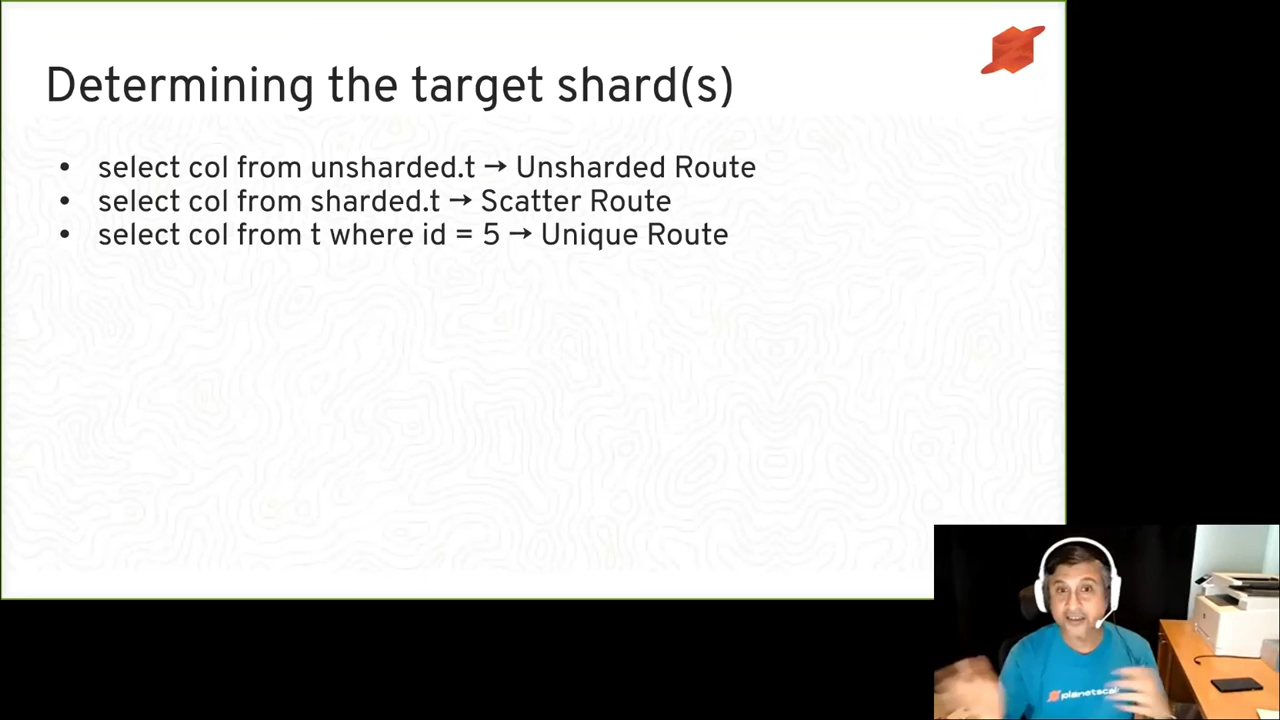 Determining the target shard(s)
• select col from unsharded.t → Unsharded Route
• select col from sharded.t → Scatter Route
• select col from t where id = 5 → Unique Route